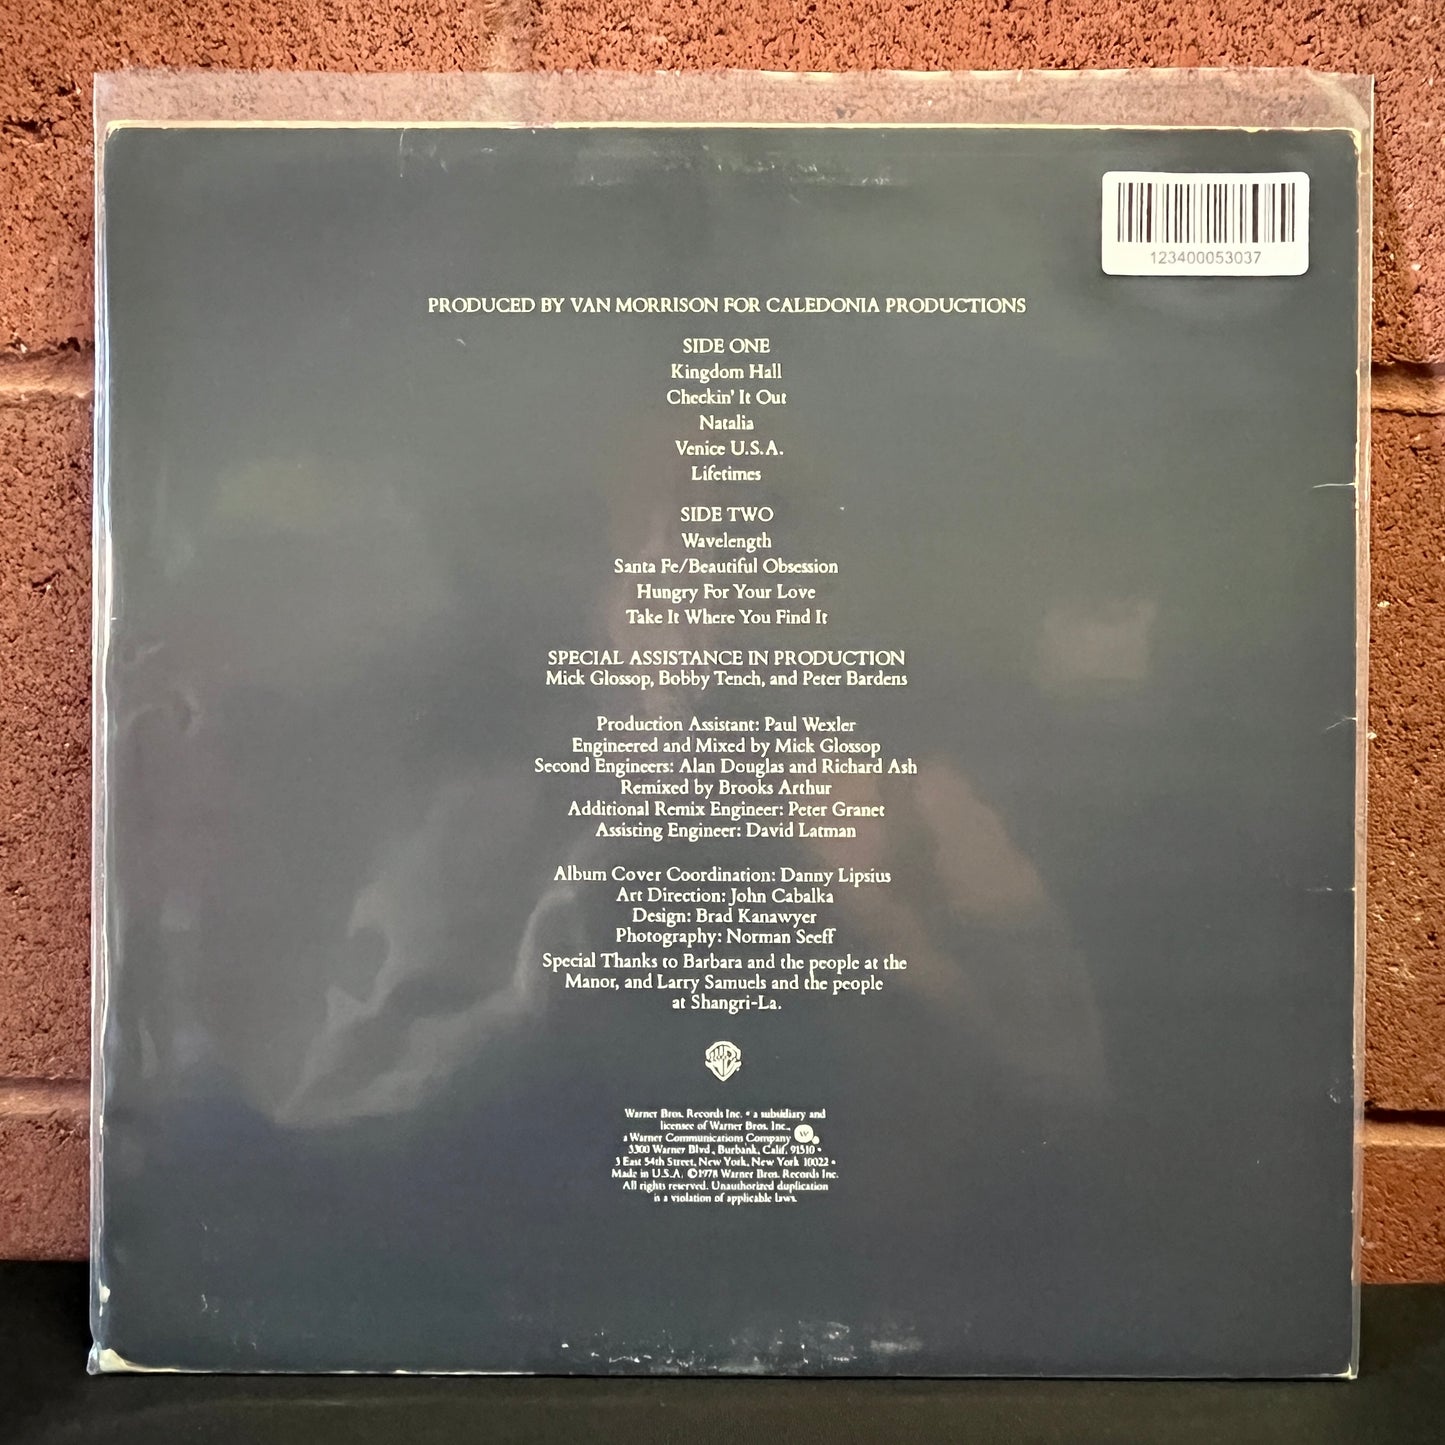 123400053037
PRODUCED BY VAN MORRISON FOR CALEDONIA PRODUCTIONS
SIDE ONE
Kingdom Hall
Checkin' It Out
Natalia
Venice U.S.A.
Lifetimes
SIDE TWO
Wavelength
Santa Fe/Beautiful Obsession
Hungry For Your Love
Take It Where You Find It
SPECIAL ASSISTANCE IN PRODUCTION
Mick Glossop, Bobby Tench, and Peter Bardens
Production Assistant: Paul Wexler
Engineered and Mixed by Mick Glossop
Second Engineers: Alan Douglas and Richard Ash
Remixed by Brooks Arthur
Additional Remix Engineer: Peter Granet
Assisting Engineer: David Latman
Album Cover Coordination: Danny Lipsius
Art Direction: John Cabalka
Design: Brad Kanawyer
Photography: Norman Seeff
Special Thanks to Barbara and the people at the
Manor, and Larry Samuels and the people
at Shangri-La.
WB
Warner Bros. Records Inc. • a subsidiary and
licensee of Warner Bros. Inc.,
a Warner Communications Company W
3300 Warner Blvd., Burbank, Calif. 91510 •
3 East 54th Street, New York, New York 10022 •
Made in U.S.A. ©1978 Warner Bros. Records Inc.
All rights reserved. Unauthorized duplication
is a violation of applicable laws.